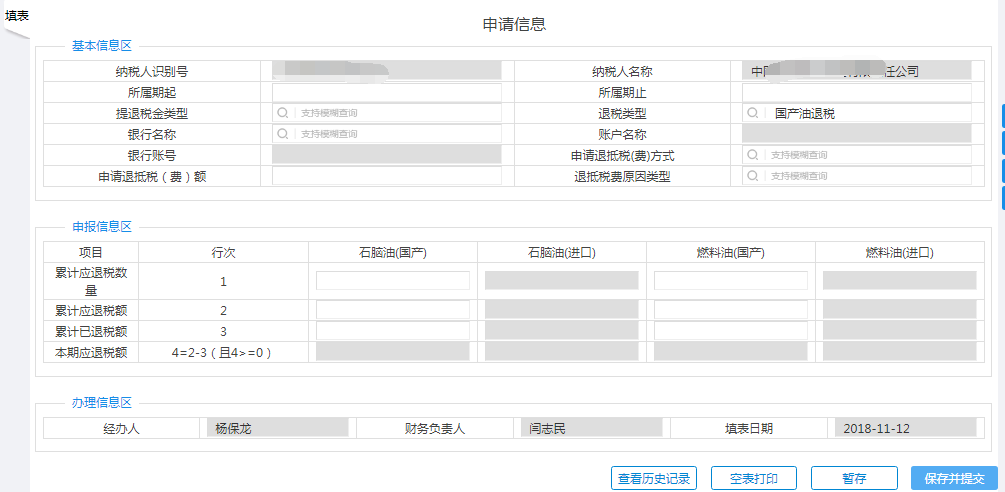 填表
申请信息
基本信息区
纳税人识别号 纳税人名称 任公司
所属期起 所属期止
提退税金类型 支持模糊查询 退税类型 国产油退税
银行名称 支持模糊查询 账户名称
银行账号 申请退抵税(费)方式 支持模糊查询
申请退抵税（费）额 退抵税费原因类型 支持模糊查询
申报信息区
项目 行次 石脑油(国产) 石脑油(进口) 燃料油(国产) 燃料油(进口)
累计应退税数
量 1
累计应退税额 2
累计已退税额 3
本期应退税额 4=2-3（且4>=0）
办理信息区
经办人 杨保龙 财务负责人 闫志民 填表日期 2018-11-12
查看历史记录 空表打印 暂存 保存并提交